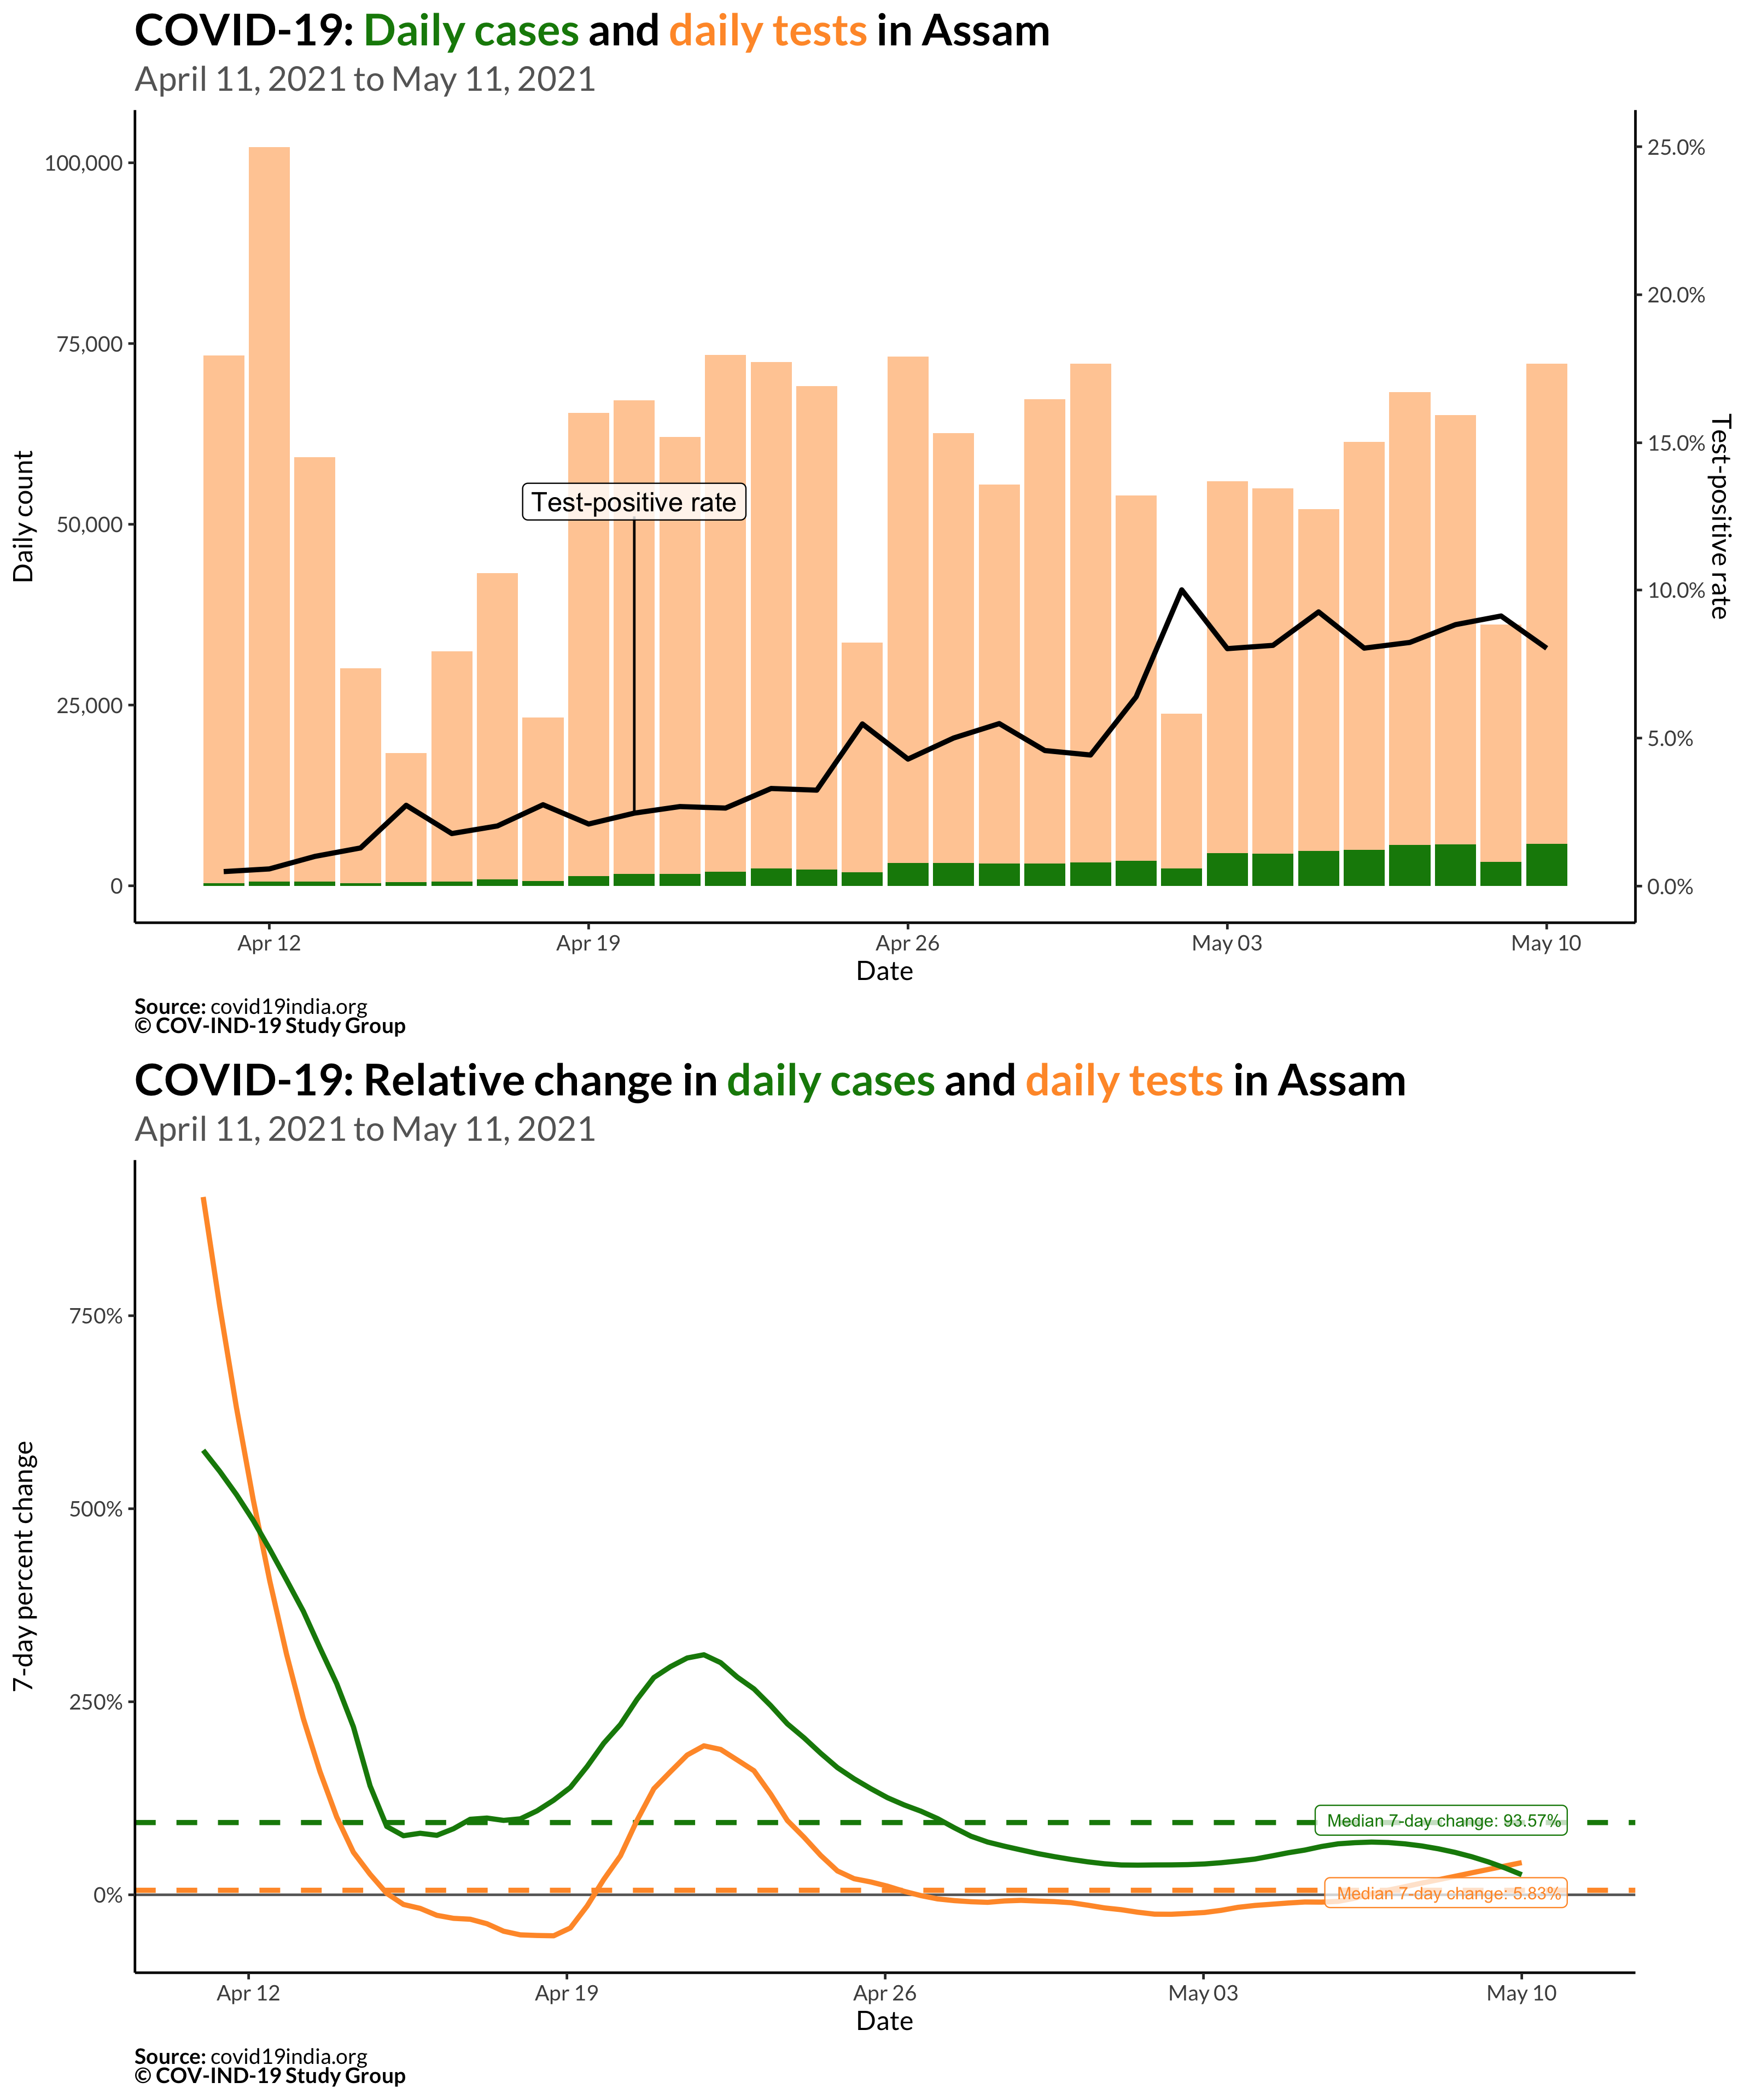 COVID-19: Daily cases and daily tests in Assam
April 11, 2021 to May 11, 2021
100,000
75,000
50,000
25,000
0
Daily count
25.0%
20.0%
15.0%
10.0%
5.0%
0.0%
Test-positive rate
Test-positive rate
Apr 12
Apr 19
Apr 26
May 03
May 10
Date
Source: covid19india.org
© COV-IND-19 Study Group
COVID-19: Relative change in daily cases and daily tests in Assam
April 11, 2021 to May 11, 2021
750%
500%
250%
0%
7-day percent change
Median 7-day change: 93.57%
Median 7-day change: 5.83%
Apr 12
Apr 19
Apr 26
May 03
May 10
Date
Source: covid19india.org
© COV-IND-19 Study Group